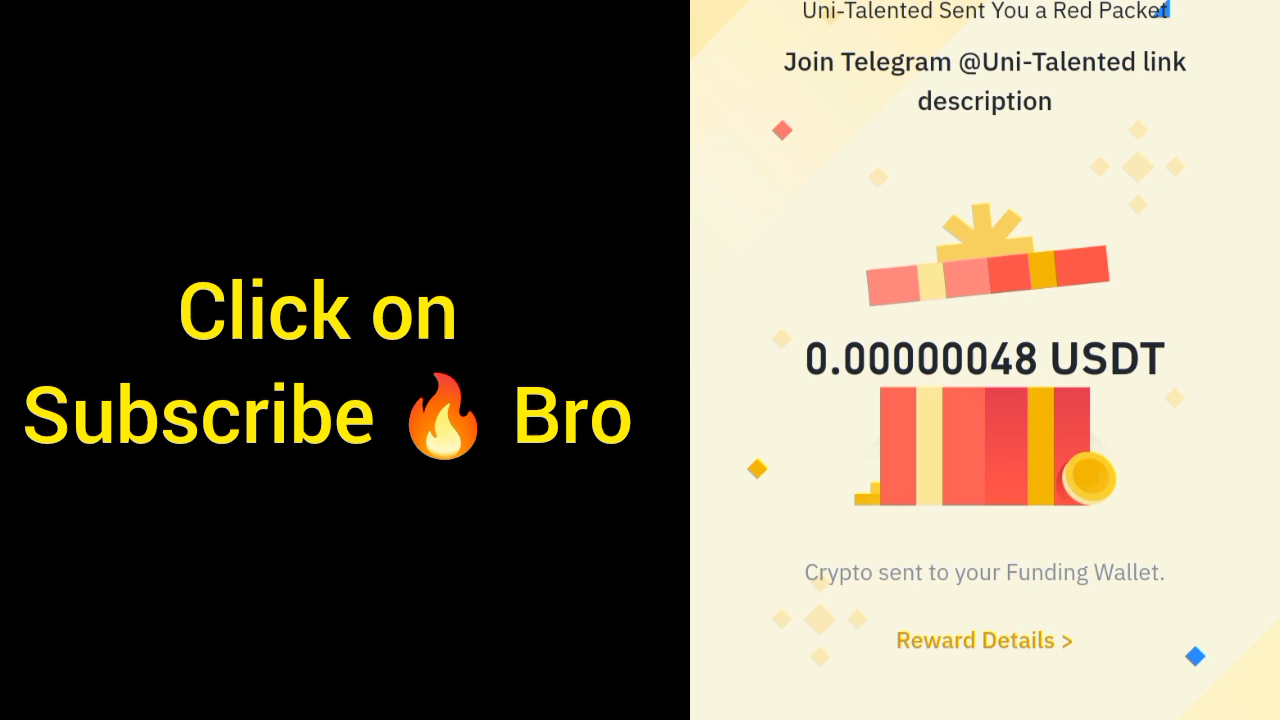 Click on
Subscribe 🔥 Bro
Uni-Talented Sent You a Red Packet
Join Telegram @Uni-Talented link
description
0.00000048 USDT
Crypto sent to your Funding Wallet.
Reward Details >